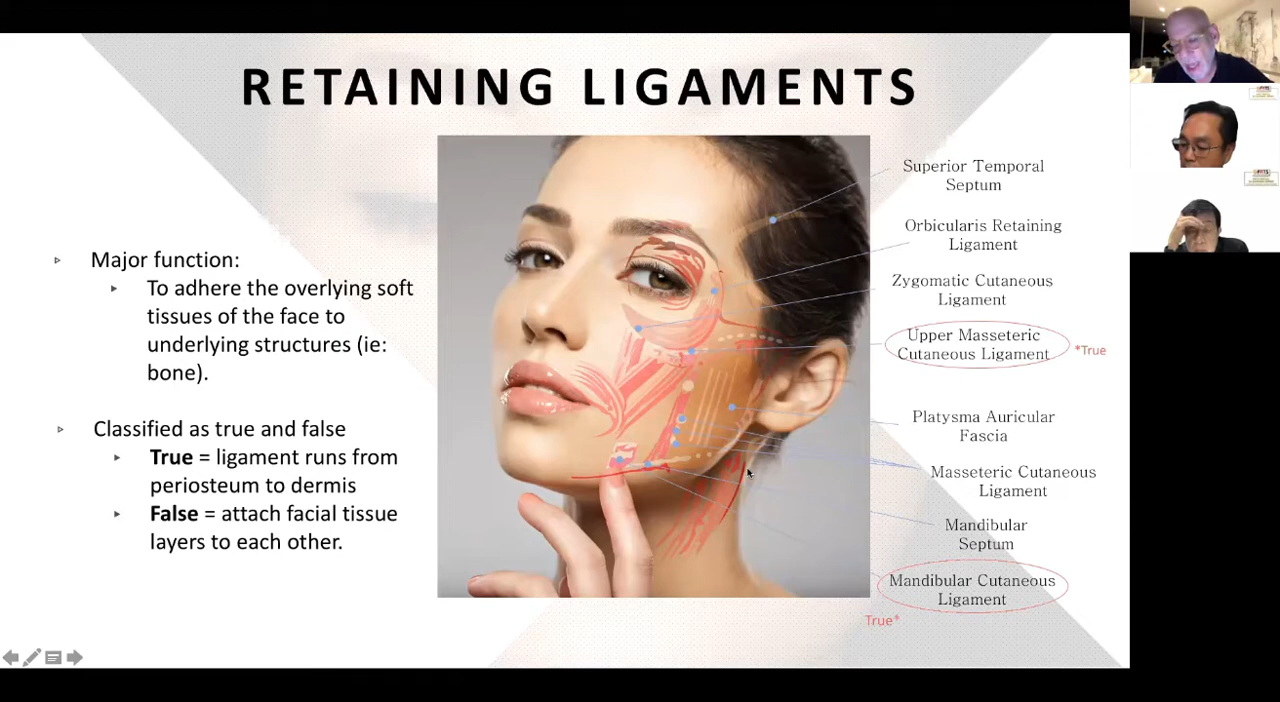 RETAINING LIGAMENTS
Major function:
To adhere the overlying soft
tissues of the face to
underlying structures (ie:
bone).
Classified as true and false
True = ligament runs from
periosteum to dermis
False = attach facial tissue
layers to each other.
Superior Temporal
Septum
Orbicularis Retaining
Ligament
Zygomatic Cutaneous
Ligament
Upper Masseteric
Cutaneous Ligament
*True
Platysma Auricular
Fascia
Masseteric Cutaneous
Ligament
Mandibular
Septum
Mandibular Cutaneous
Ligament
True*